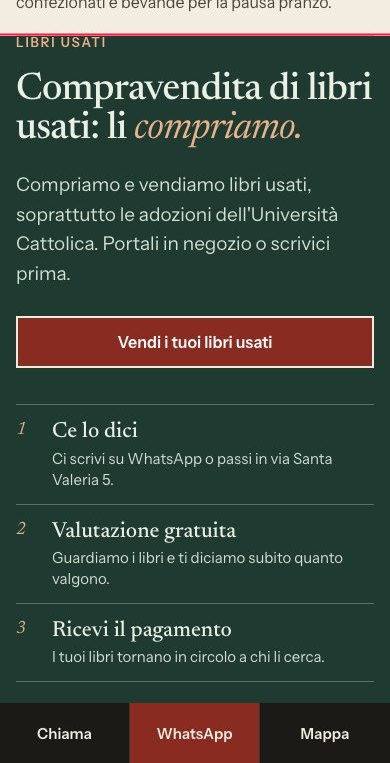 confezionati e bevande per la pausa pranzo.
LIBRI USATI
Compravendita di libri
usati: li compriamo.
Compriamo e vendiamo libri usati,
soprattutto le adozioni dell'Università
Cattolica. Portali in negozio o scrivici
prima.
Vendi i tuoi libri usati
1 Ce lo dici
Ci scrivi su WhatsApp o passi in via Santa
Valeria 5.
2 Valutazione gratuita
Guardiamo i libri e ti diciamo subito quanto
valgono.
3 Ricevi il pagamento
I tuoi libri tornano in circolo a chi li cerca.
Chiama WhatsApp Mappa